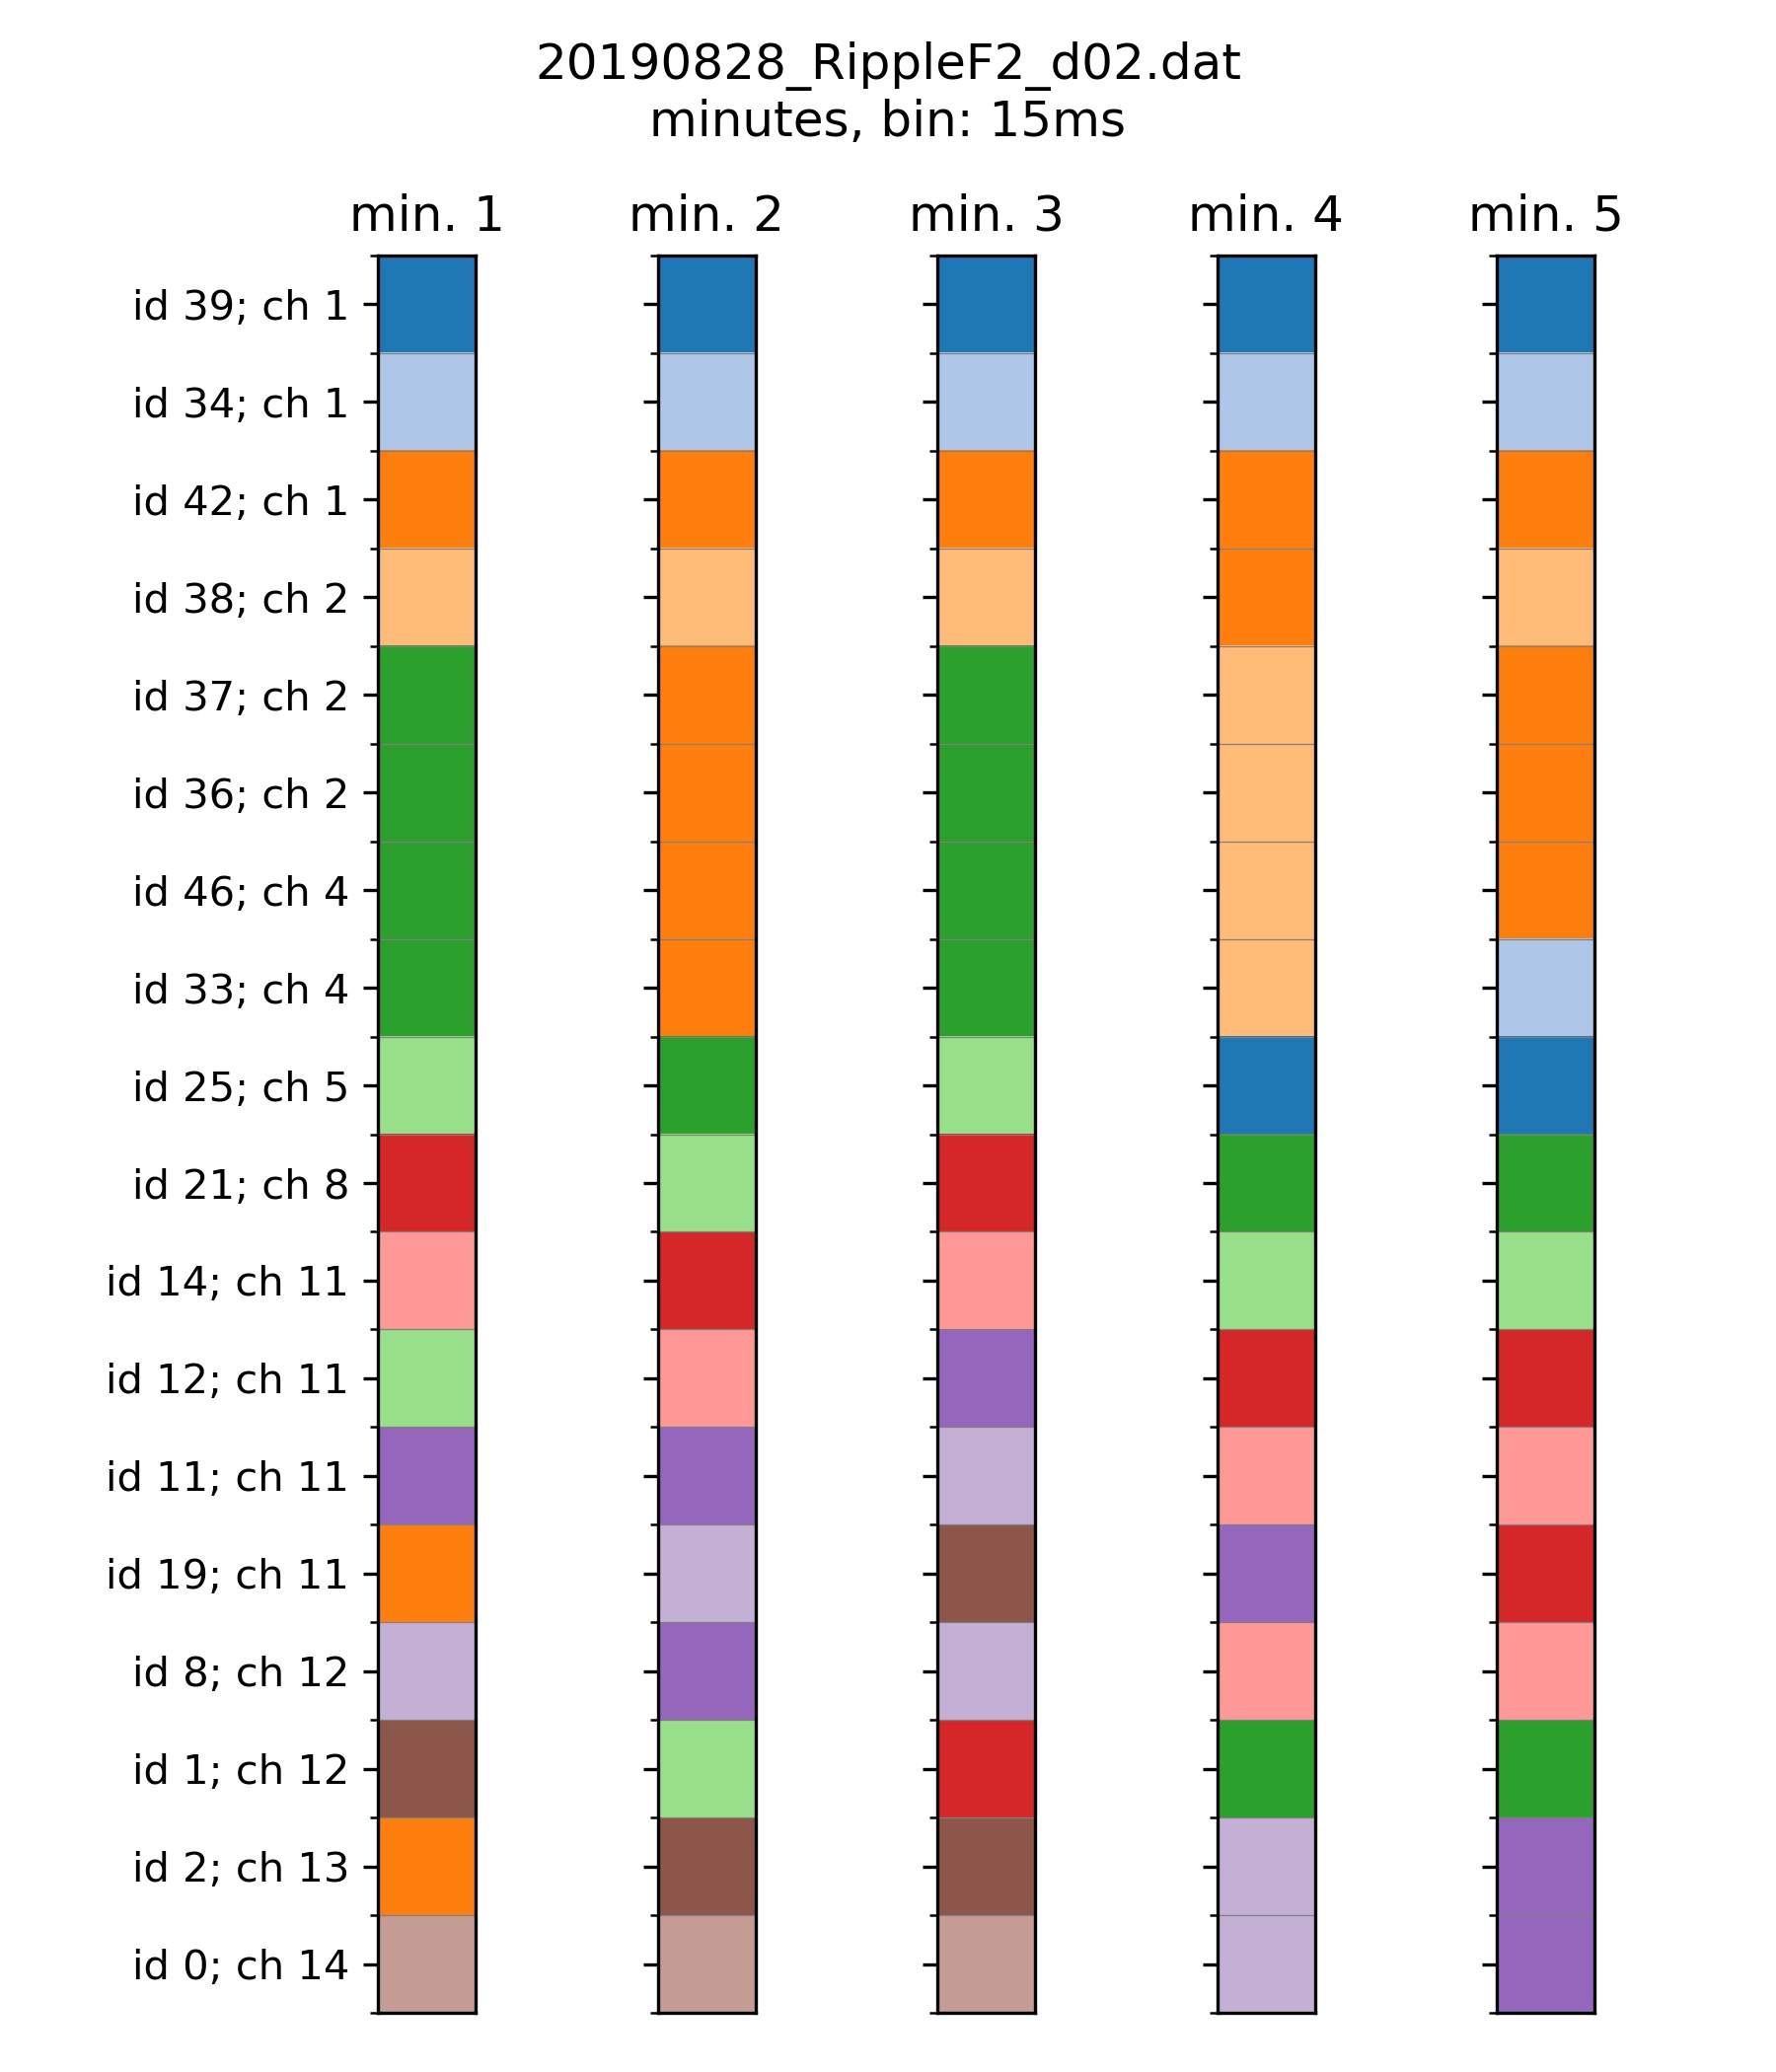 20190828_RippleF2_d02.dat
minutes, bin: 15ms
min. 1 min. 2 min. 3 min. 4 min. 5
id 39; ch 1
id 34; ch 1
id 42; ch 1
id 38; ch 2
id 37; ch 2
id 36; ch 2
id 46; ch 4
id 33; ch 4
id 25; ch 5
id 21; ch 8
id 14; ch 11
id 12; ch 11
id 11; ch 11
id 19; ch 11
id 8; ch 12
id 1; ch 12
id 2; ch 13
id 0; ch 14